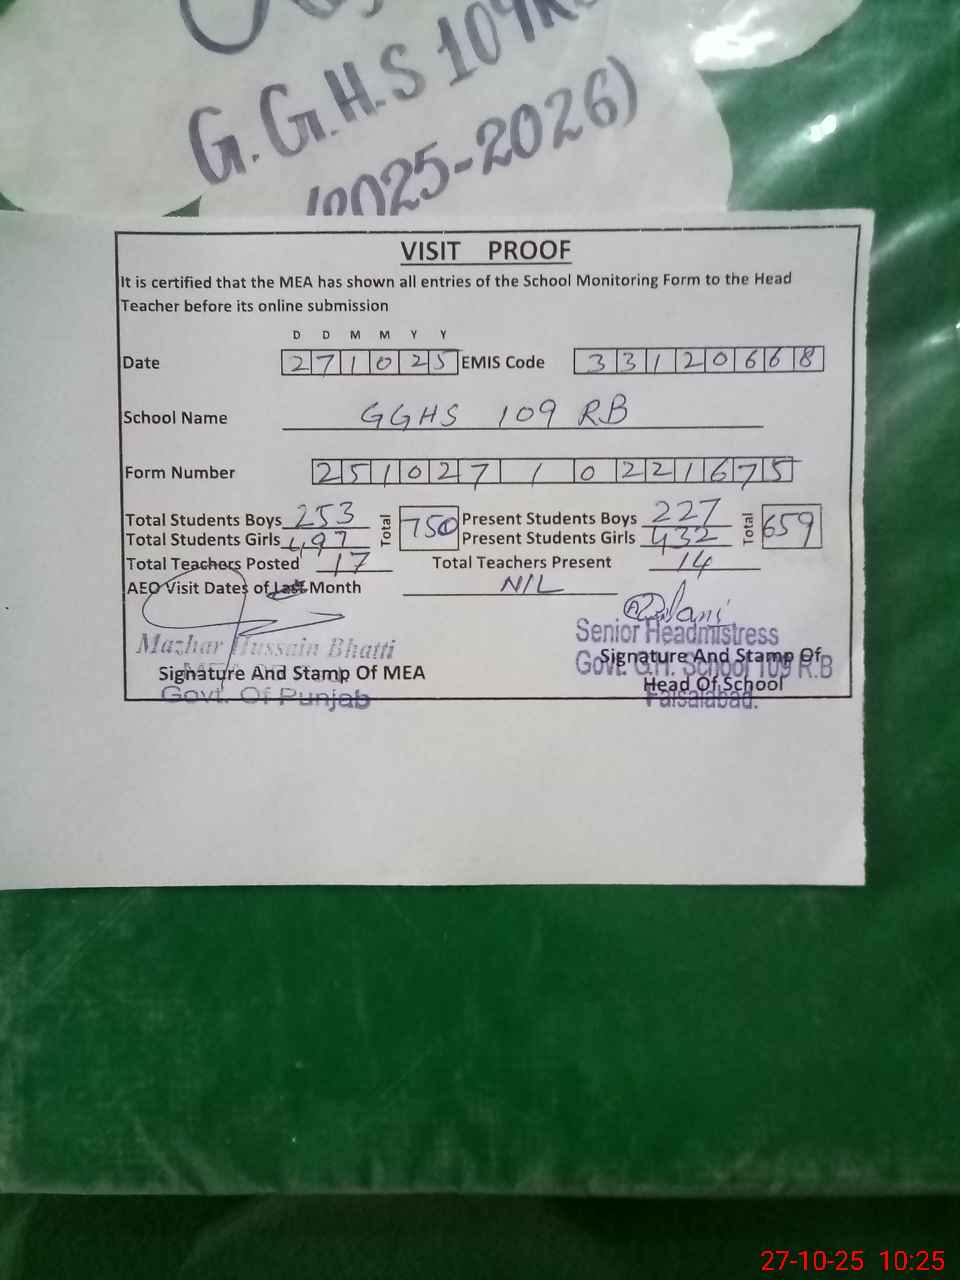 G.G.H.S 109R
(2025-2026)
VISIT PROOF
It is certified that the MEA has shown all entries of the School Monitoring Form to the Head
Teacher before its online submission
D D M M Y Y
Date 2 7 1 0 2 5 EMIS Code 3 3 1 2 0 6 6 8
School Name GGHS 109 RB
Form Number 2 5 1 0 2 7 1 0 2 2 1 6 7 5
Total Students Boys 253 Total 750 Present Students Boys 227 Total 659
Total Students Girls 497 Present Students Girls 432
Total Teachers Posted 17 Total Teachers Present 14
AEO Visit Dates of Last Month NIL
Mazhar Hussain Bhatti
Senior Headmistress
Signature And Stamp Of MEA
Govt. G.H. School 109 R.B
Signature And Stamp Of
Head Of School
Govt. Of Punjab
Faisalabad.
27-10-25 10:25